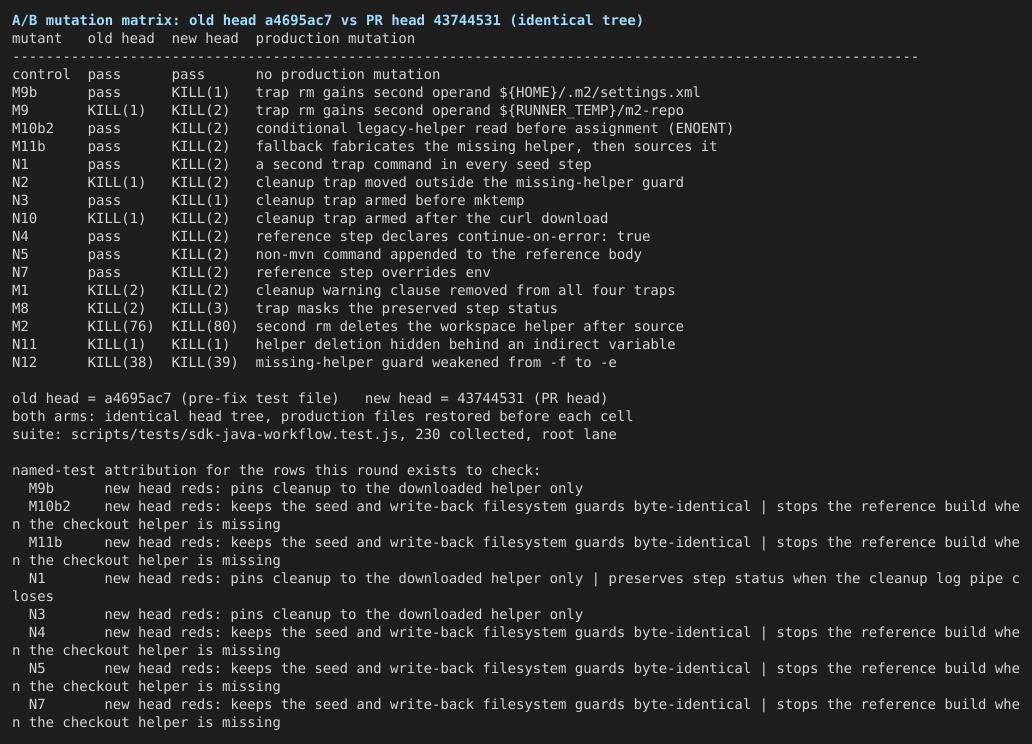 A/B mutation matrix: old head a4695ac7 vs PR head 43744531 (identical tree)
mutant   old head  new head  production mutation
------------------------------------------------------------------------------------------------------------
control  pass      pass      no production mutation
M9b      pass      KILL(1)   trap rm gains second operand ${HOME}/.m2/settings.xml
M9       KILL(1)   KILL(2)   trap rm gains second operand ${RUNNER_TEMP}/m2-repo
M10b2    pass      KILL(2)   conditional legacy-helper read before assignment (ENOENT)
M11b     pass      KILL(2)   fallback fabricates the missing helper, then sources it
N1       pass      KILL(2)   a second trap command in every seed step
N2       KILL(1)   KILL(2)   cleanup trap moved outside the missing-helper guard
N3       pass      KILL(1)   cleanup trap armed before mktemp
N10      KILL(1)   KILL(2)   cleanup trap armed after the curl download
N4       pass      KILL(2)   reference step declares continue-on-error: true
N5       pass      KILL(2)   non-mvn command appended to the reference body
N7       pass      KILL(2)   reference step overrides env
M1       KILL(2)   KILL(2)   cleanup warning clause removed from all four traps
M8       KILL(2)   KILL(3)   trap masks the preserved step status
M2       KILL(76)  KILL(80)  second rm deletes the workspace helper after source
N11      KILL(1)   KILL(1)   helper deletion hidden behind an indirect variable
N12      KILL(38)  KILL(39)  missing-helper guard weakened from -f to -e

old head = a4695ac7 (pre-fix test file)   new head = 43744531 (PR head)
both arms: identical head tree, production files restored before each cell
suite: scripts/tests/sdk-java-workflow.test.js, 230 collected, root lane

named-test attribution for the rows this round exists to check:
  M9b      new head reds: pins cleanup to the downloaded helper only
  M10b2    new head reds: keeps the seed and write-back filesystem guards byte-identical | stops the reference build whe
n the checkout helper is missing
  M11b     new head reds: keeps the seed and write-back filesystem guards byte-identical | stops the reference build whe
n the checkout helper is missing
  N1       new head reds: pins cleanup to the downloaded helper only | preserves step status when the cleanup log pipe c
loses
  N3       new head reds: pins cleanup to the downloaded helper only
  N4       new head reds: keeps the seed and write-back filesystem guards byte-identical | stops the reference build whe
n the checkout helper is missing
  N5       new head reds: keeps the seed and write-back filesystem guards byte-identical | stops the reference build whe
n the checkout helper is missing
  N7       new head reds: keeps the seed and write-back filesystem guards byte-identical | stops the reference build whe
n the checkout helper is missing